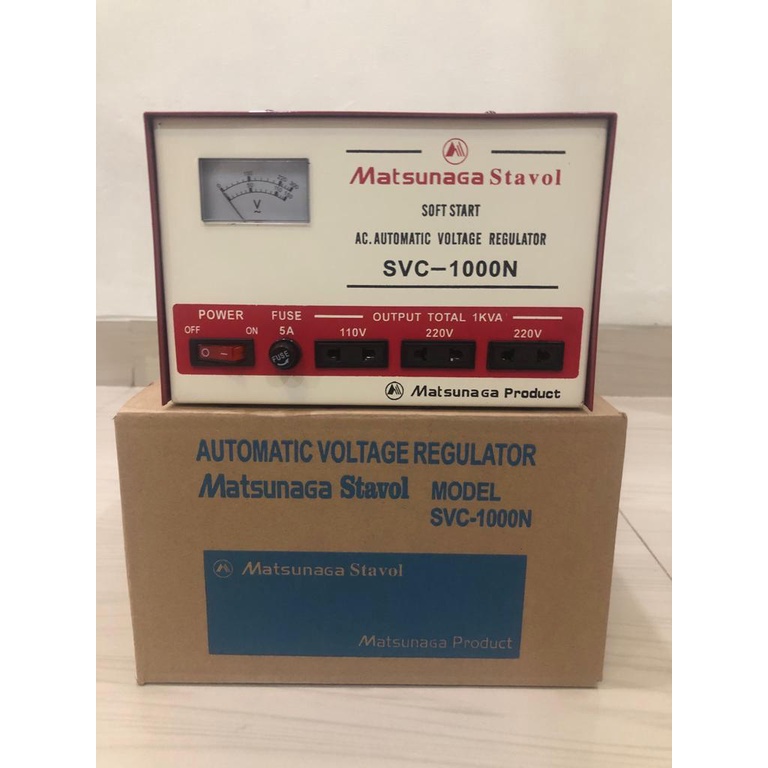 Matsunaga Stavol
SOFT START
AC. AUTOMATIC VOLTAGE REGULATOR
SVC-1000N
V
~
POWER
OFF ON
FUSE
5A
FUSE
OUTPUT TOTAL 1KVA
110V 220V 220V
Matsunaga Product
AUTOMATIC VOLTAGE REGULATOR
Matsunaga Stavol MODEL
SVC-1000N
Matsunaga Stavol
Matsunaga Product